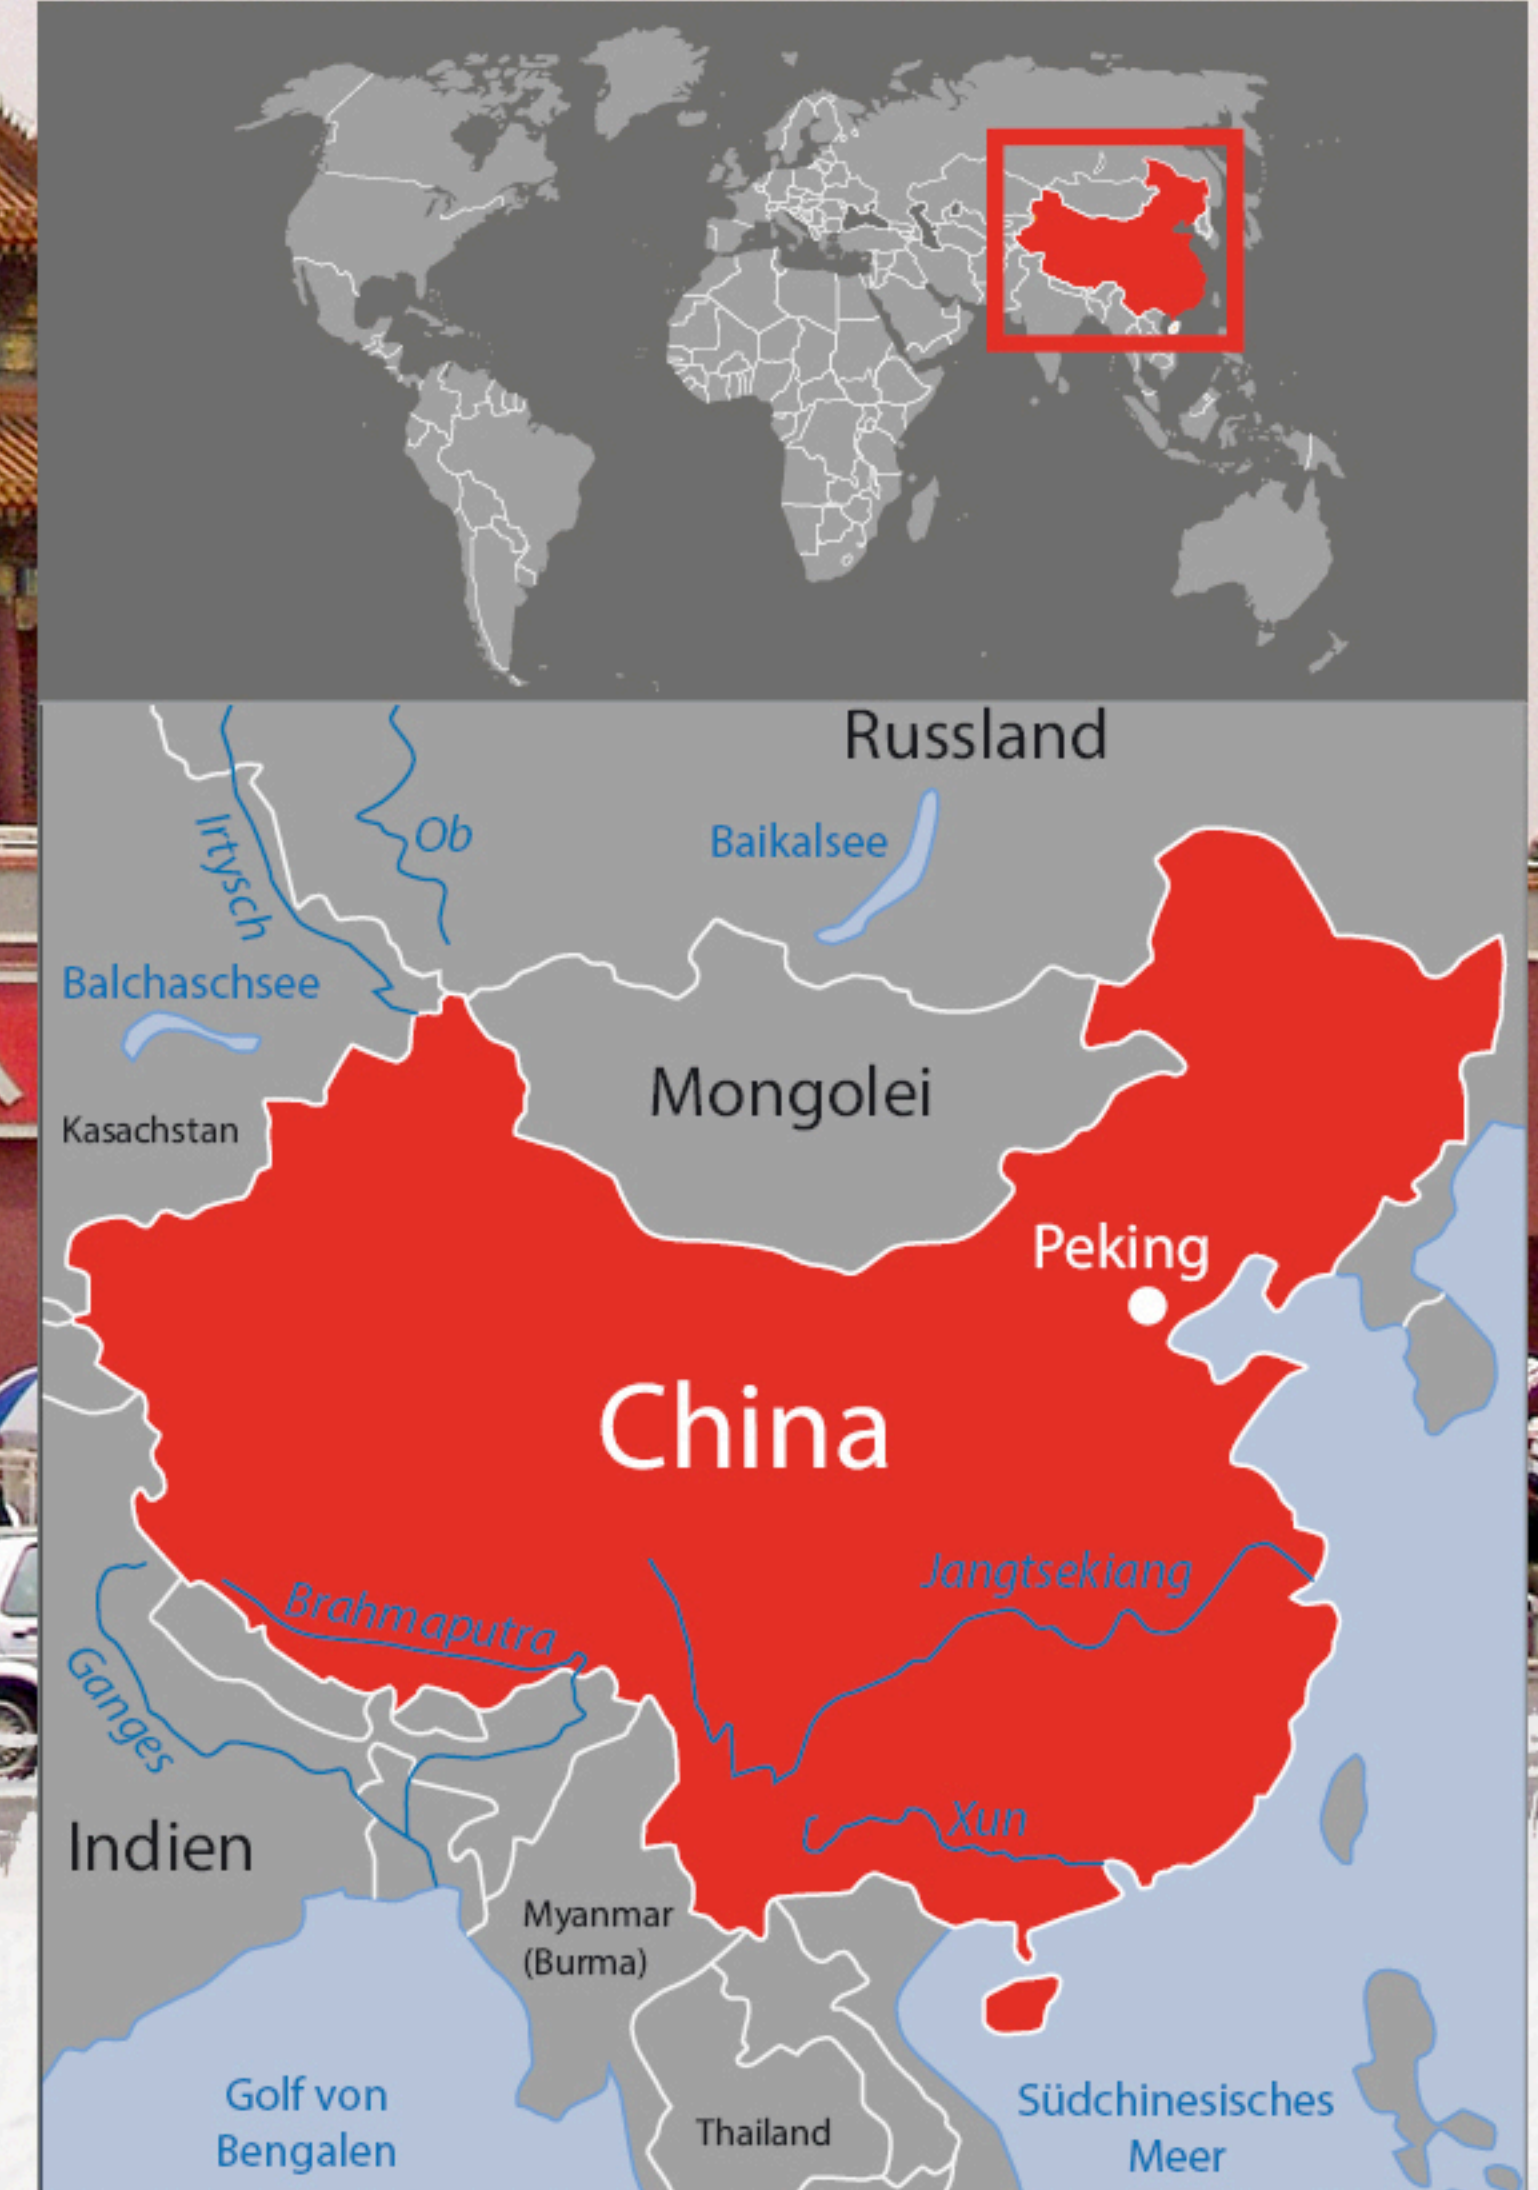 Russland
Ob
Baikalsee
Irtysch
Balchaschsee
Mongolei
Kasachstan
Peking
China
Jangtsekiang
Brahmaputra
Ganges
Xun
Indien
Myanmar
(Burma)
Golf von
Bengalen
Südchinesisches
Meer
Thailand